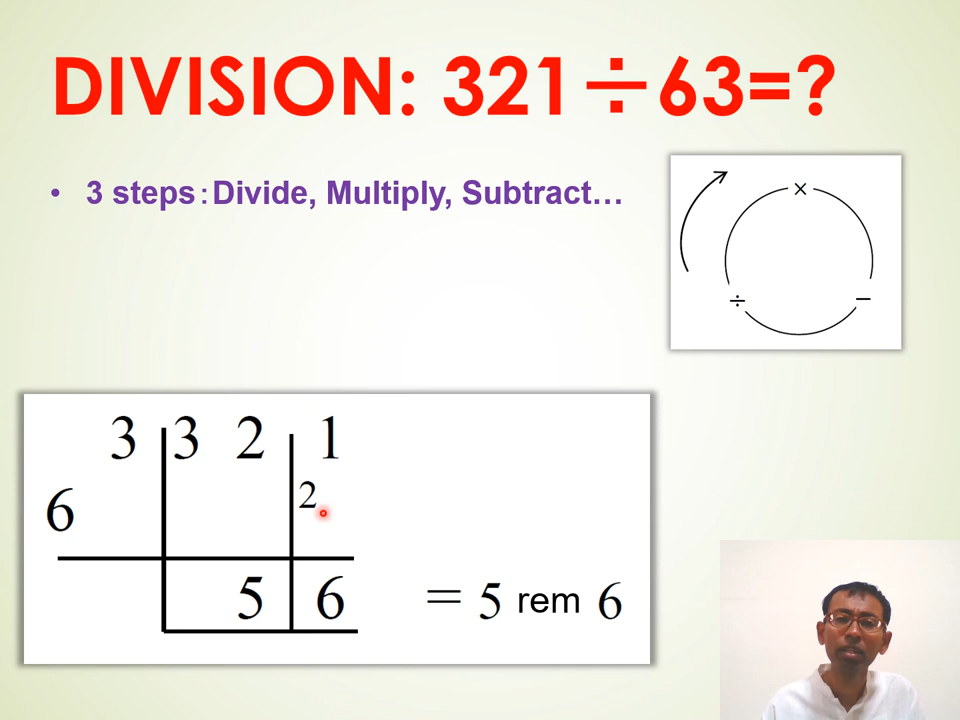 DIVISION: 321÷63=?
• 3 steps : Divide, Multiply, Subtract…
×
÷ −
3 3 2 1
6 2
5 6 = 5 rem 6